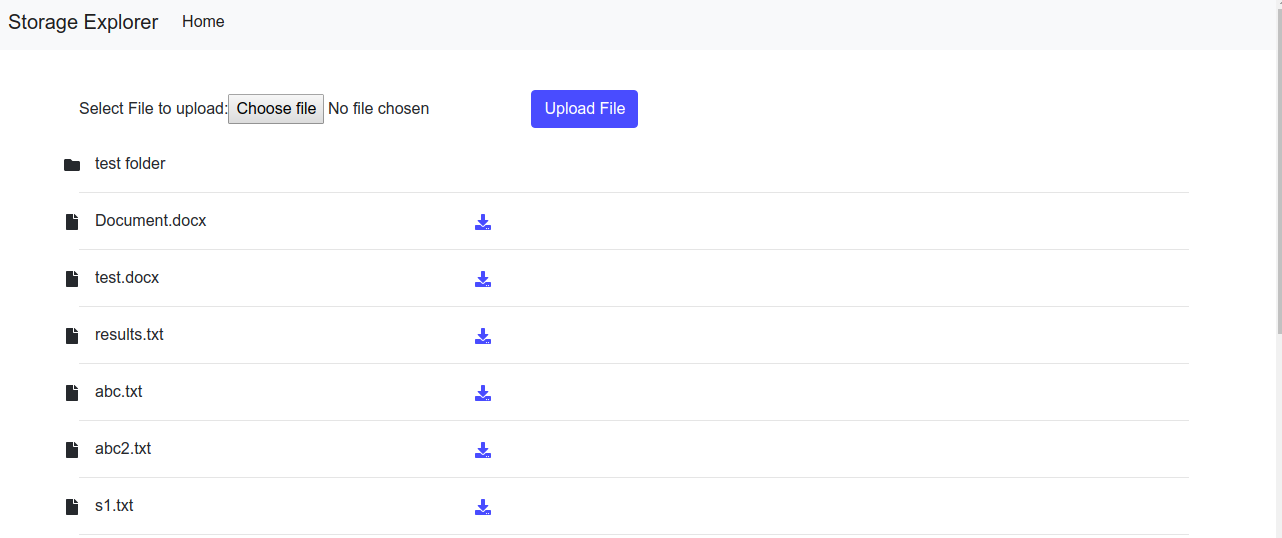 Storage Explorer Home
Select File to upload: Choose file No file chosen Upload File
test folder
Document.docx
test.docx
results.txt
abc.txt
abc2.txt
s1.txt